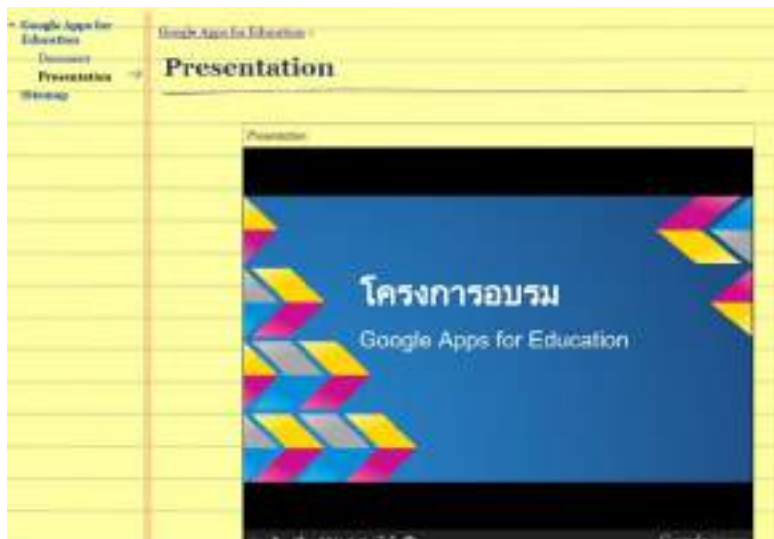 Google Apps for
Education
Document
Presentation
Sitemap
Google Apps for Education ›
Presentation
Presentation
โครงการอบรม
Google Apps for Education